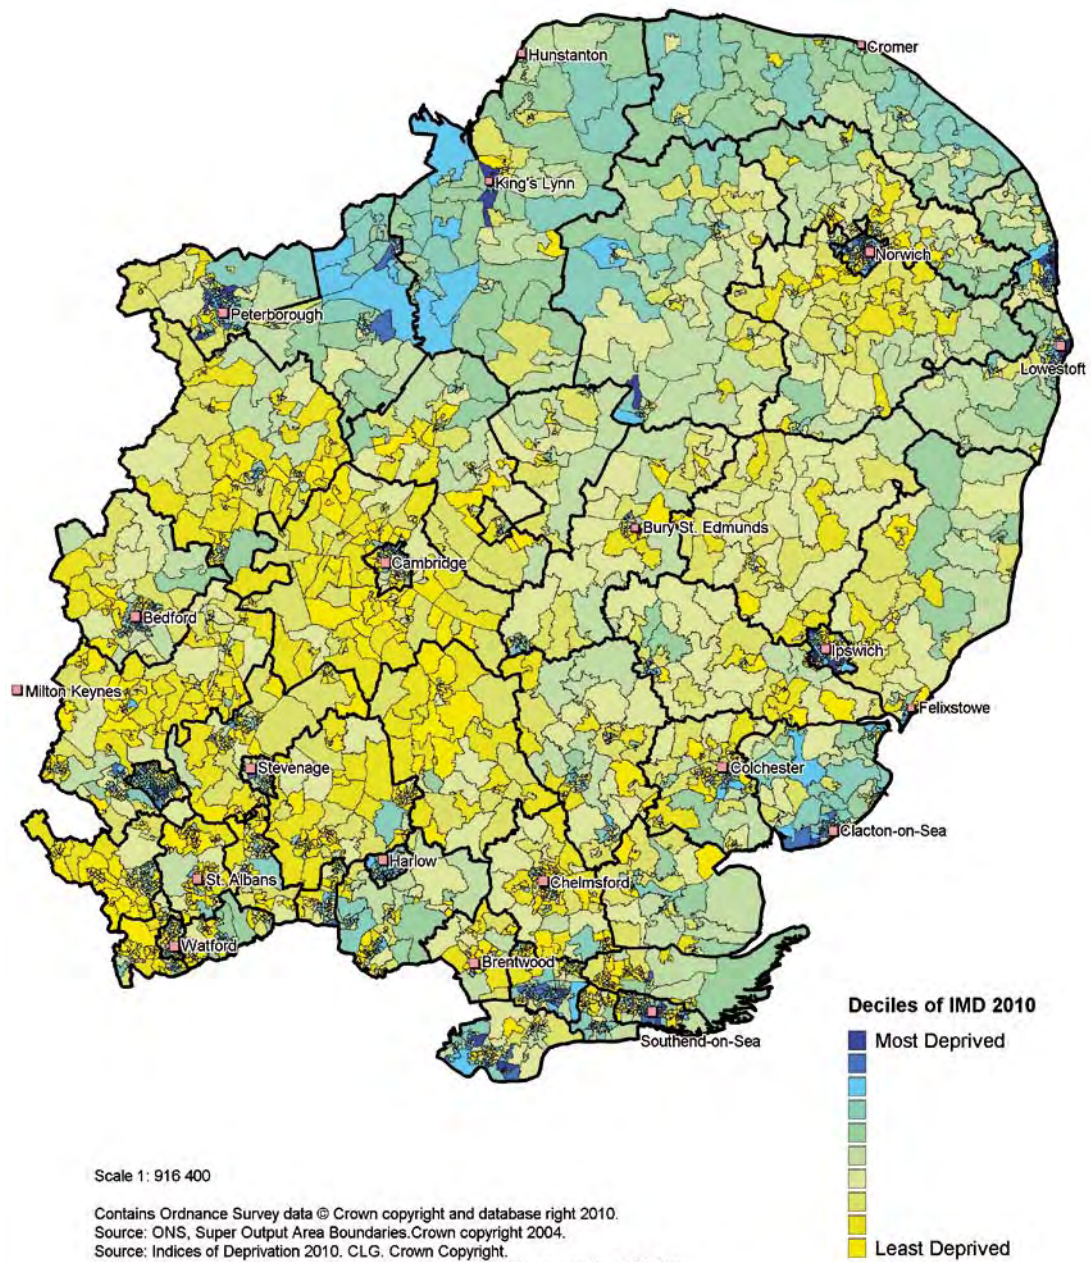 Hunstanton
Cromer
King's Lynn
Norwich
Peterborough
Lowestoft
Bury St. Edmunds
Cambridge
Bedford
Ipswich
Milton Keynes
Felixstowe
Stevenage
Colchester
Clacton-on-Sea
Harlow
St. Albans
Chelmsford
Watford
Brentwood
Southend-on-Sea
Deciles of IMD 2010
Most Deprived
Least Deprived
Scale 1: 916 400
Contains Ordnance Survey data © Crown copyright and database right 2010.
Source: ONS, Super Output Area Boundaries.Crown copyright 2004.
Source: Indices of Deprivation 2010. CLG. Crown Copyright.